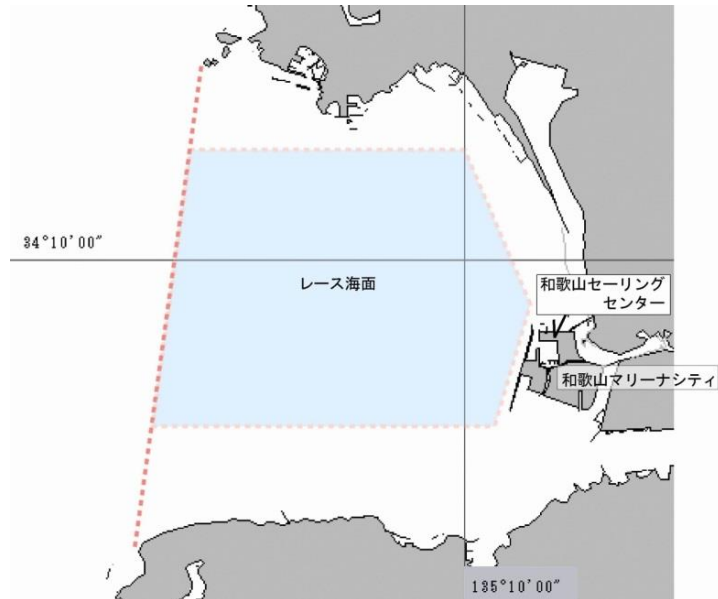 34°10'00"
レース海面
和歌山セーリング
センター
和歌山マリーナシティ
135°10'00"